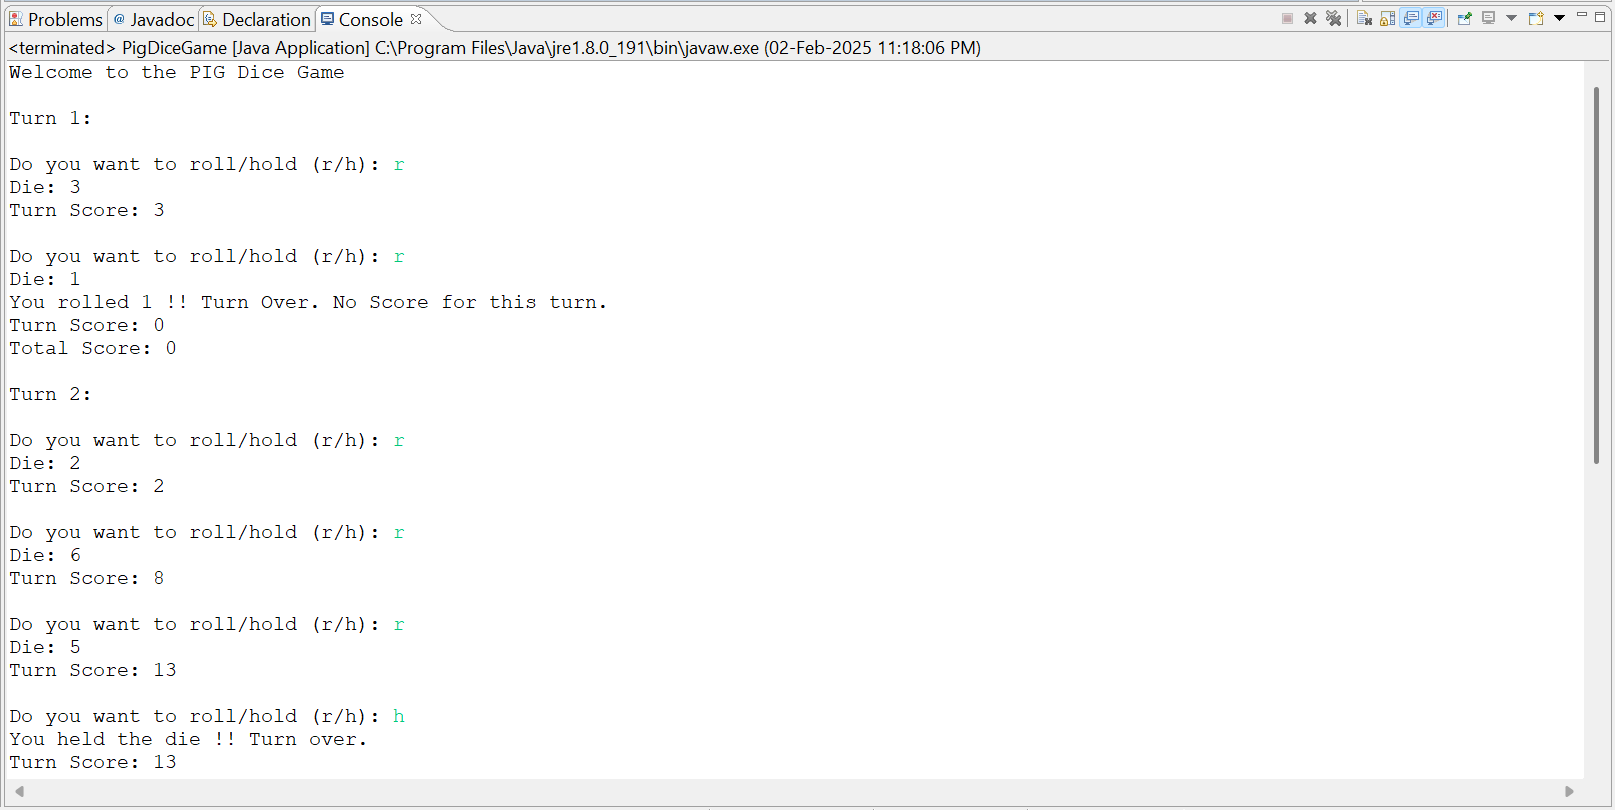 Problems @ Javadoc Declaration Console
<terminated> PigDiceGame [Java Application] C:\Program Files\Java\jre1.8.0_191\bin\javaw.exe (02-Feb-2025 11:18:06 PM)
Welcome to the PIG Dice Game
Turn 1:
Do you want to roll/hold (r/h): r
Die: 3
Turn Score: 3
Do you want to roll/hold (r/h): r
Die: 1
You rolled 1 !! Turn Over. No Score for this turn.
Turn Score: 0
Total Score: 0
Turn 2:
Do you want to roll/hold (r/h): r
Die: 2
Turn Score: 2
Do you want to roll/hold (r/h): r
Die: 6
Turn Score: 8
Do you want to roll/hold (r/h): r
Die: 5
Turn Score: 13
Do you want to roll/hold (r/h): h
You held the die !! Turn over.
Turn Score: 13